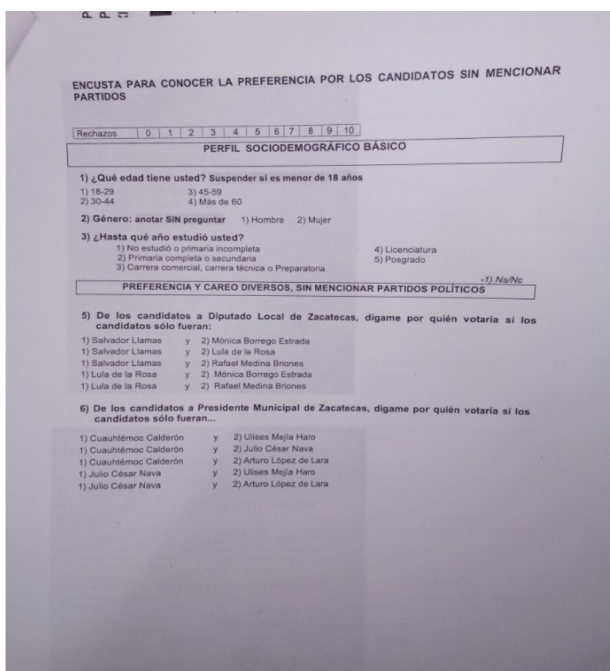 ENCUSTA PARA CONOCER LA PREFERENCIA POR LOS CANDIDATOS SIN MENCIONAR
PARTIDOS
Rechazos 0 1 2 3 4 5 6 7 8 9 10
PERFIL SOCIODEMOGRÁFICO BÁSICO
1) ¿Qué edad tiene usted? Suspender si es menor de 18 años
1) 18-29 3) 45-59
2) 30-44 4) Más de 60
2) Género: anotar SIN preguntar 1) Hombre 2) Mujer
3) ¿Hasta qué año estudió usted?
1) No estudió o primaria incompleta 4) Licenciatura
2) Primaria completa o secundaria 5) Posgrado
3) Carrera comercial, carrera técnica o Preparatoria
-1) Ns/Nc
PREFERENCIA Y CAREO DIVERSOS, SIN MENCIONAR PARTIDOS POLÍTICOS
5) De los candidatos a Diputado Local de Zacatecas, dígame por quién votaría si los
candidatos sólo fueran:
1) Salvador Llamas y 2) Mónica Borrego Estrada
1) Salvador Llamas y 2) Lula de la Rosa
1) Salvador Llamas y 2) Rafael Medina Briones
1) Lula de la Rosa y 2) Mónica Borrego Estrada
1) Lula de la Rosa y 2) Rafael Medina Briones
6) De los candidatos a Presidente Municipal de Zacatecas, dígame por quién votaría si los
candidatos sólo fueran...
1) Cuauhtémoc Calderón y 2) Ulises Mejía Haro
1) Cuauhtémoc Calderón y 2) Julio César Nava
1) Cuauhtémoc Calderón y 2) Arturo López de Lara
1) Julio César Nava y 2) Ulises Mejía Haro
1) Julio César Nava y 2) Arturo López de Lara